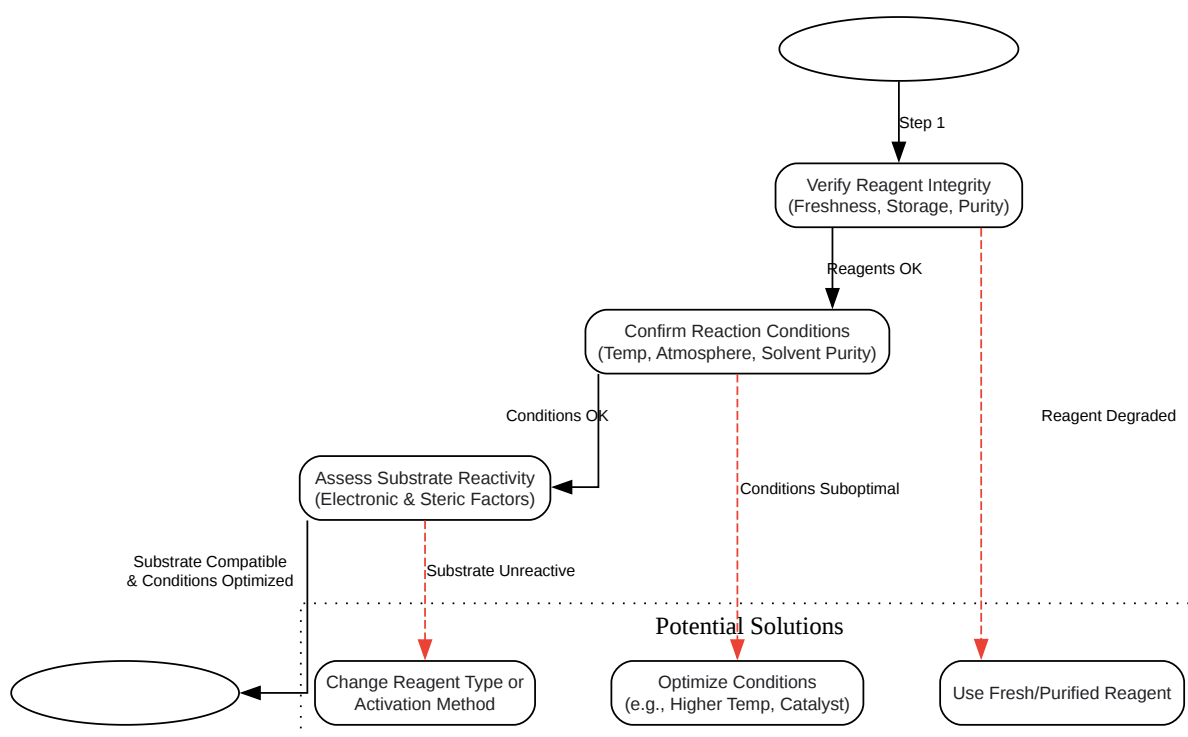 Step 1
Verify Reagent Integrity
(Freshness, Storage, Purity)
Reagents OK
Confirm Reaction Conditions
(Temp, Atmosphere, Solvent Purity)
Conditions OK
Reagent Degraded
Assess Substrate Reactivity
(Electronic & Steric Factors)
Conditions Suboptimal
Substrate Compatible
& Conditions Optimized
Substrate Unreactive
Potential Solutions
Change Reagent Type or
Activation Method
Optimize Conditions
(e.g., Higher Temp, Catalyst)
Use Fresh/Purified Reagent